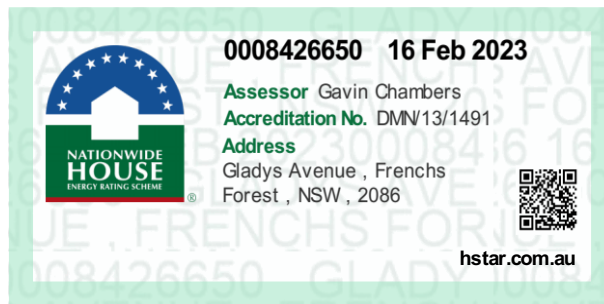 0008426650 16 Feb 2023
Assessor Gavin Chambers
Accreditation No. DMN/13/1491
Address
Gladys Avenue , Frenchs
Forest , NSW , 2086
NATIONWIDE
HOUSE
ENERGY RATING SCHEME
®
hstar.com.au